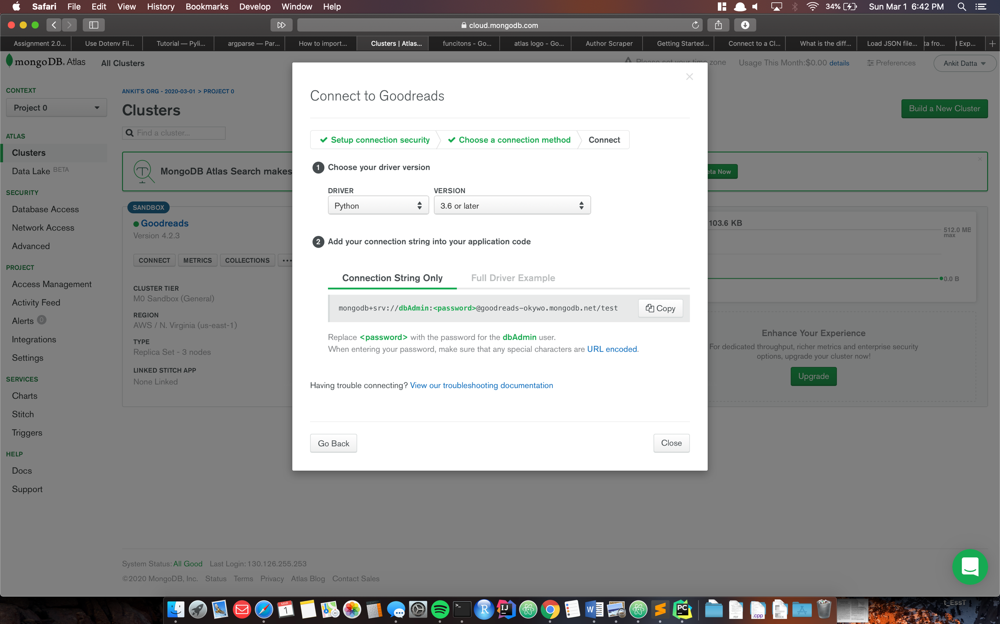 Safari File Edit View History Bookmarks Develop Window Help 34% Sun Mar 1 6:42 PM
cloud.mongodb.com
Assignment 2.0... Use Dotenv Fil... Tutorial — Pyli... argparse — Par... How to import... Clusters | Atlas... funcitons - Go... atlas logo - Go... Author Scraper Getting Started... Connect to a Cl... What is the diff... Load JSON file... ta fro... Exp...
mongoDB. Atlas All Clusters Please set your time zone Usage This Month:$0.00 details Preferences Ankit Datta
CONTEXT
Project 0
ATLAS
Clusters
Data Lake BETA
SECURITY
Database Access
Network Access
Advanced
PROJECT
Access Management
Activity Feed
Alerts 0
Integrations
Settings
SERVICES
Charts
Stitch
Triggers
HELP
Docs
Support
ANKIT'S ORG - 2020-03-01 > PROJECT 0
Clusters
Build a New Cluster
Find a cluster...
MongoDB Atlas Search makes
eta Now
SANDBOX
Goodreads
Version 4.2.3
CONNECT METRICS COLLECTIONS
CLUSTER TIER
M0 Sandbox (General)
REGION
AWS / N. Virginia (us-east-1)
TYPE
Replica Set - 3 nodes
LINKED STITCH APP
None Linked
Connect to Goodreads
Setup connection security Choose a connection method Connect
1 Choose your driver version
DRIVER VERSION
Python 3.6 or later
2 Add your connection string into your application code
Connection String Only Full Driver Example
mongodb+srv://dbAdmin:<password>@goodreads-okywo.mongodb.net/test Copy
Replace <password> with the password for the dbAdmin user.
When entering your password, make sure that any special characters are URL encoded.
Having trouble connecting? View our troubleshooting documentation
Go Back Close
103.6 KB
512.0 MB
max
0.0 B
Enhance Your Experience
For dedicated throughput, richer metrics and enterprise security
options, upgrade your cluster now!
Upgrade
System Status: All Good Last Login: 130.126.255.253
©2020 MongoDB, Inc. Status Terms Privacy Atlas Blog Contact Sales
MAR
1
R
IJ
W
PC
PDF
.cpp
DOCX
t_EssT